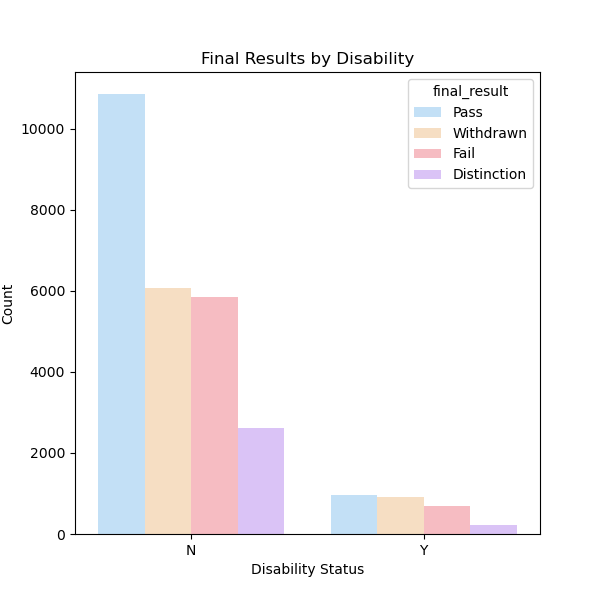 Final Results by Disability
final_result
Pass
Withdrawn
Fail
Distinction
Count
10000
8000
6000
4000
2000
0
N
Y
Disability Status